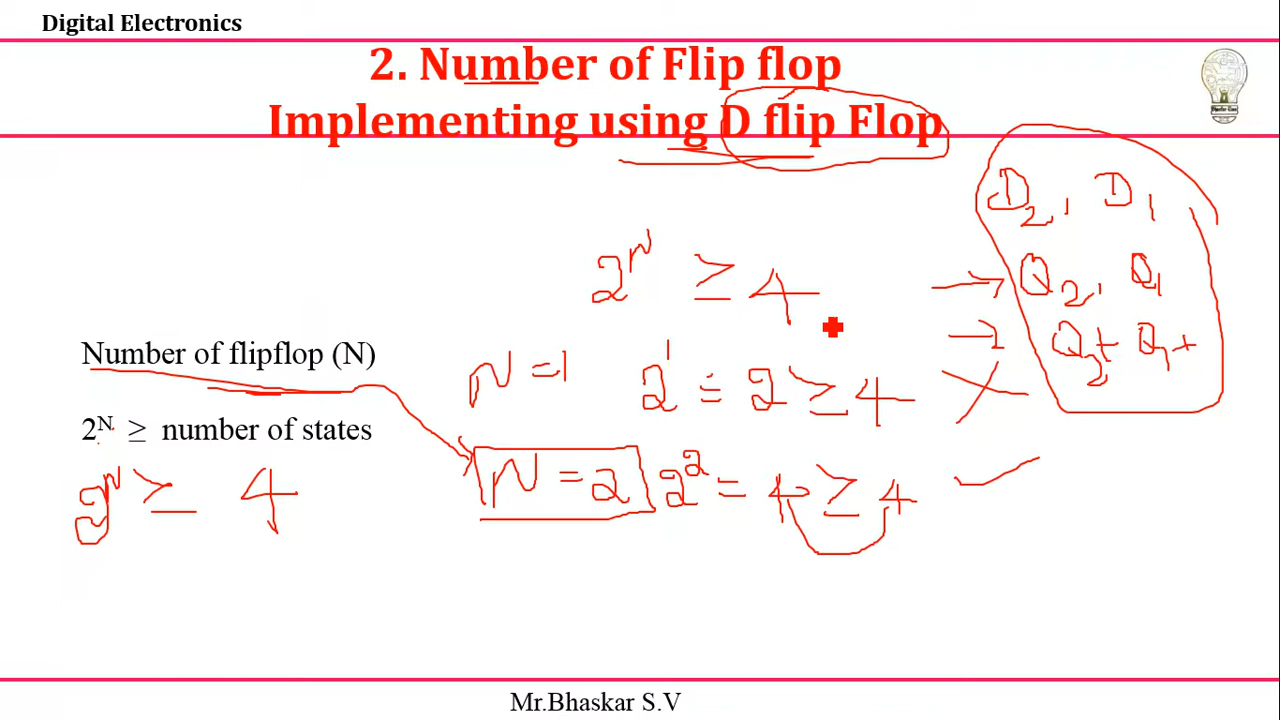 Digital Electronics
2. Number of Flip flop
Implementing using D flip Flop
D2, D1
2^N ≥ 4
→ Q2, Q1
→ Q2+ Q1+
Number of flipflop (N)
N=1 2^1 = 2 ≥ 4 ×
2^N ≥ number of states
N=2 2^2 = 4 ≥ 4 ✓
2^N ≥ 4
Mr.Bhaskar S.V